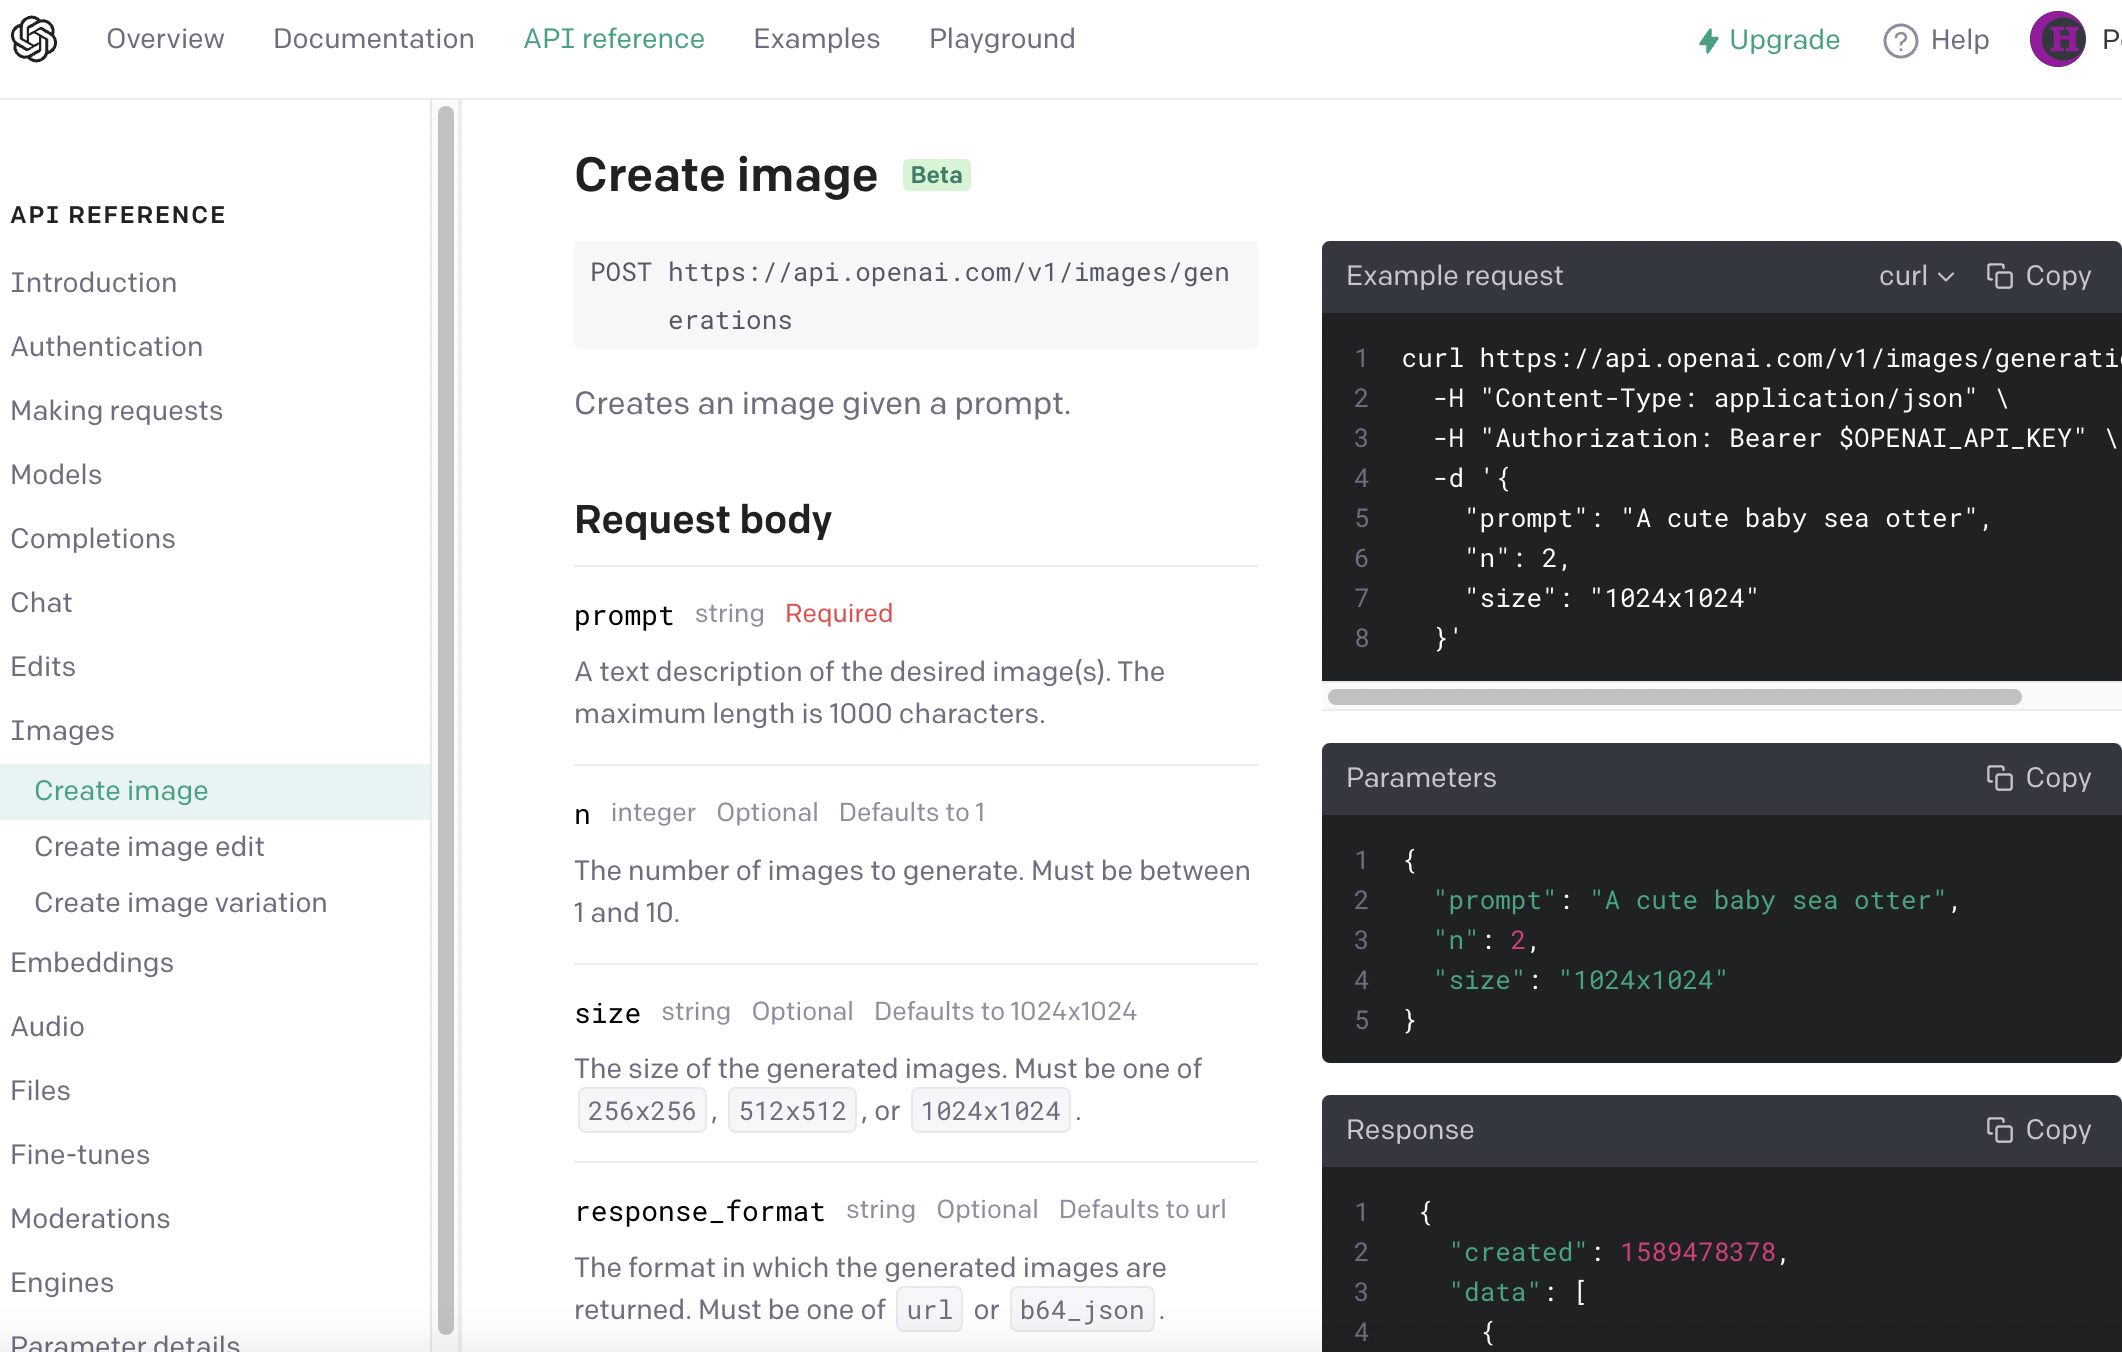 Overview Documentation API reference Examples Playground Upgrade Help
API REFERENCE
Introduction
Authentication
Making requests
Models
Completions
Chat
Edits
Images
Create image
Create image edit
Create image variation
Embeddings
Audio
Files
Fine-tunes
Moderations
Engines
Parameter details
Create image Beta
POST https://api.openai.com/v1/images/gen
erations
Creates an image given a prompt.
Request body
prompt string Required
A text description of the desired image(s). The
maximum length is 1000 characters.
n integer Optional Defaults to 1
The number of images to generate. Must be between
1 and 10.
size string Optional Defaults to 1024x1024
The size of the generated images. Must be one of
256x256, 512x512, or 1024x1024.
response_format string Optional Defaults to url
The format in which the generated images are
returned. Must be one of url or b64_json.
Example request curl Copy
1 curl https://api.openai.com/v1/images/generati
2 -H "Content-Type: application/json" \
3 -H "Authorization: Bearer $OPENAI_API_KEY" \
4 -d '{
5 "prompt": "A cute baby sea otter",
6 "n": 2,
7 "size": "1024x1024"
8 }'
Parameters Copy
1 {
2 "prompt": "A cute baby sea otter",
3 "n": 2,
4 "size": "1024x1024"
5 }
Response Copy
1 {
2 "created": 1589478378,
3 "data": [
4 {